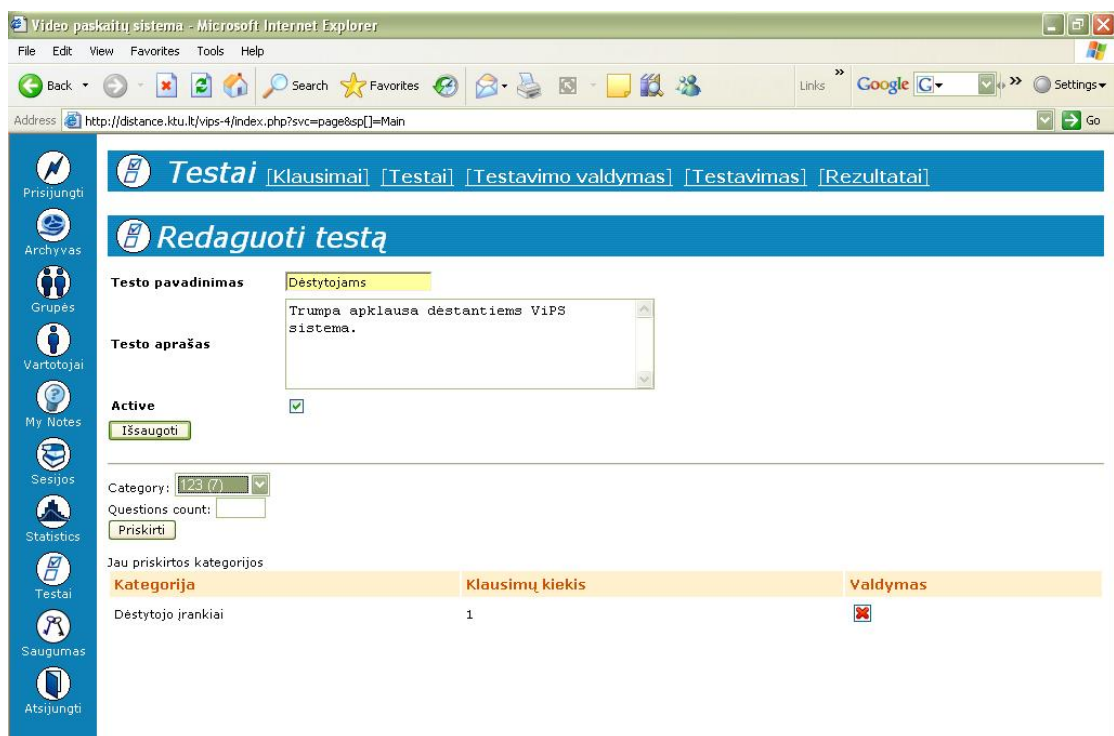 Video paskaitų sistema - Microsoft Internet Explorer
File Edit View Favorites Tools Help
Back Search Favorites Links » Google G » Settings
Address http://distance.ktu.lt/vips-4/index.php?svc=page&sp[]=Main Go
Prisijungti
Archyvas
Grupės
Vartotojai
My Notes
Sesijos
Statistics
Testai
Saugumas
Atsijungti
Testai [Klausimai] [Testai] [Testavimo valdymas] [Testavimas] [Rezultatai]
Redaguoti testą
Testo pavadinimas Dėstytojams
Testo aprašas Trumpa apklausa dėstantiems ViPS
sistema.
Active
Išsaugoti
Category: 123 (7)
Questions count:
Priskirti
Jau priskirtos kategorijos
Kategorija Klausimų kiekis Valdymas
Dėstytojo įrankiai 1